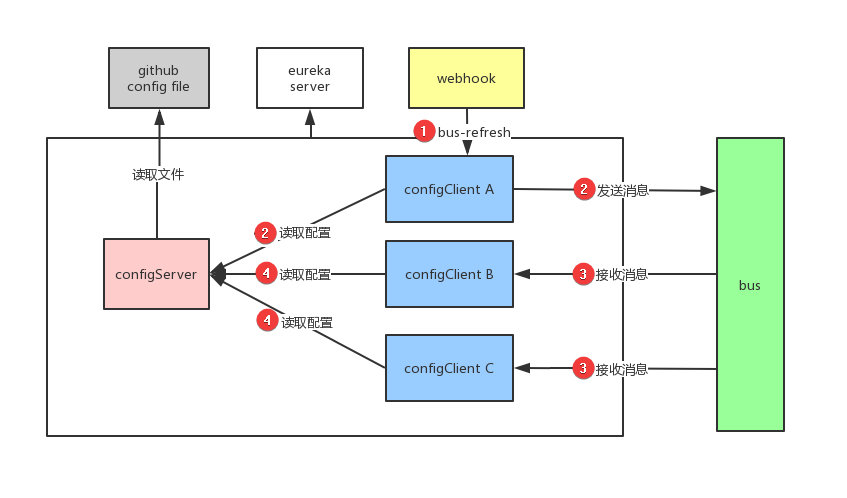 github
config file
eureka
server
webhook
1 bus-refresh
读取文件
configClient A
2 发送消息
2 读取配置
configServer
4 读取配置
configClient B
3 接收消息
bus
4 读取配置
configClient C
3 接收消息